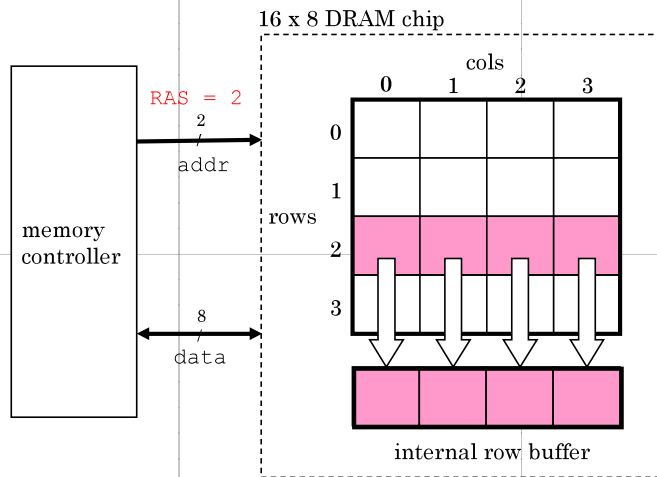 16 x 8 DRAM chip
cols
0 1 2 3
RAS = 2
2
addr
0
1
rows
2
3
memory
controller
8
data
internal row buffer